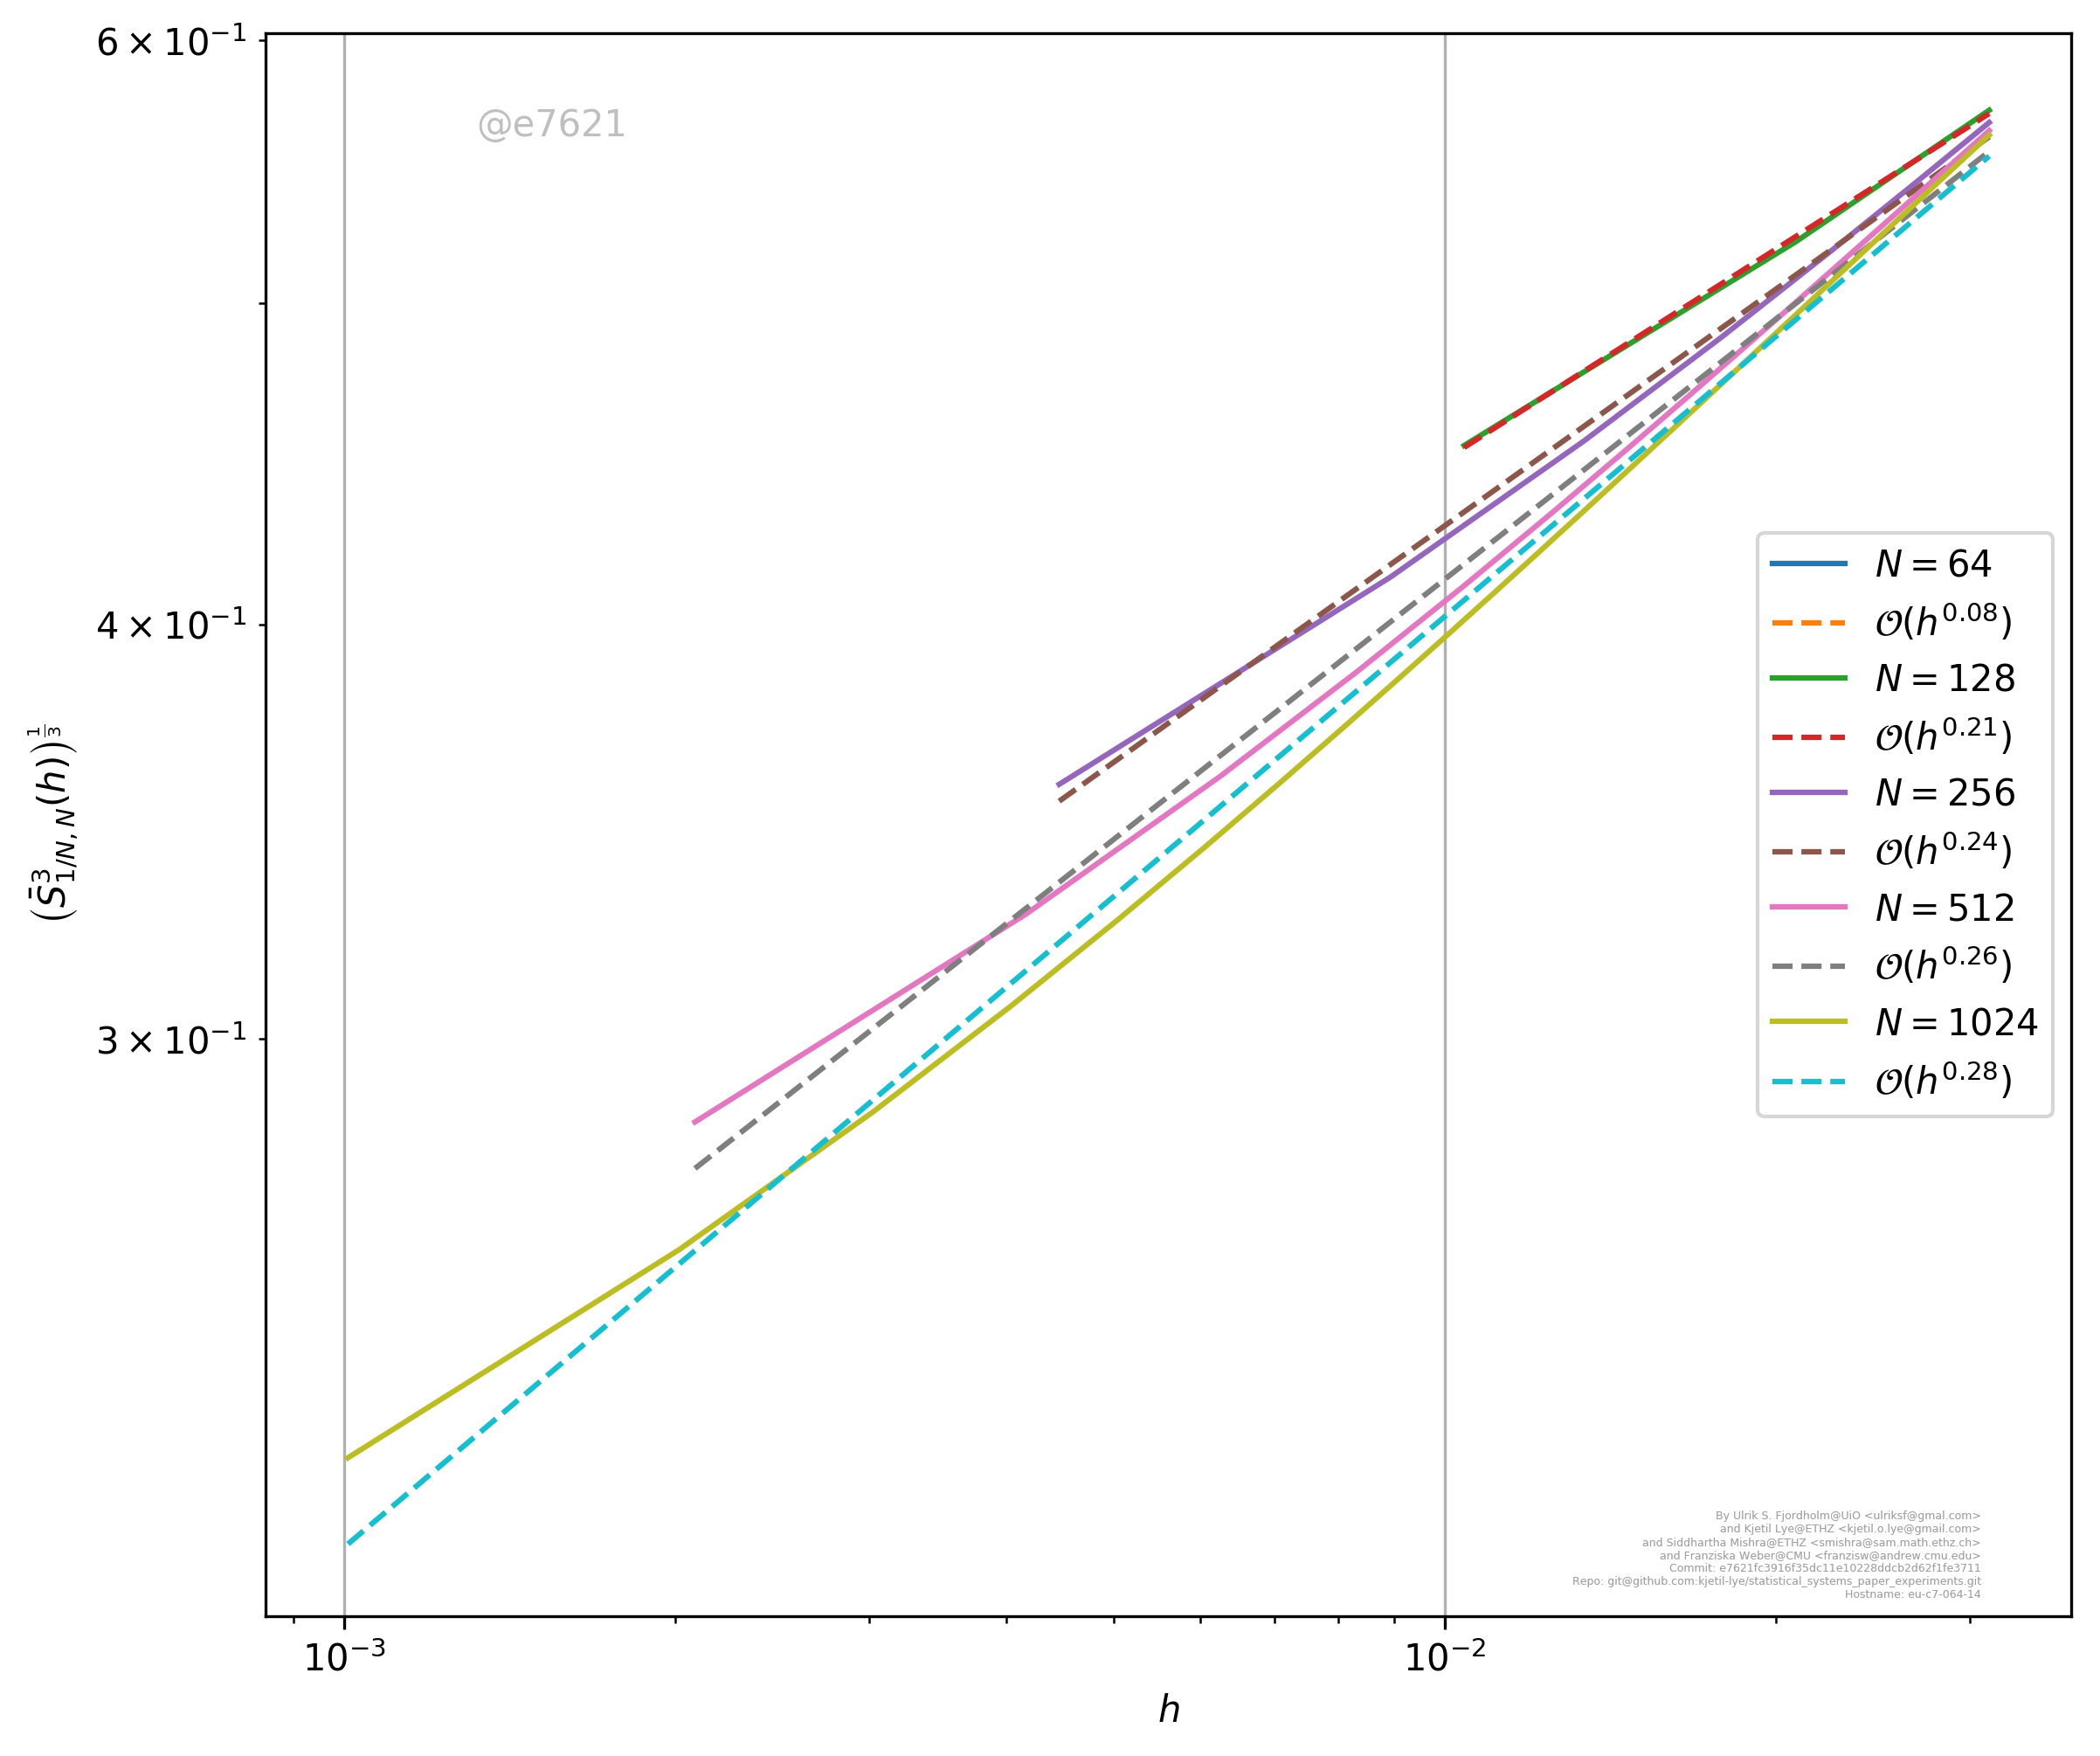 6 × 10⁻¹
@e7621
4 × 10⁻¹
3 × 10⁻¹
(S̄³₁/N,N(h))^(1/3)
N = 64
𝒪(h^0.08)
N = 128
𝒪(h^0.21)
N = 256
𝒪(h^0.24)
N = 512
𝒪(h^0.26)
N = 1024
𝒪(h^0.28)
By Ulrik S. Fjordholm@UiO <ulriksf@gmal.com>
and Kjetil Lye@ETHZ <kjetil.o.lye@gmail.com>
and Siddhartha Mishra@ETHZ <smishra@sam.math.ethz.ch>
and Franziska Weber@CMU <franzisw@andrew.cmu.edu>
Commit: e7621fc3916f35dc11e10228ddcb2d62f1fe3711
Repo: git@github.com:kjetil-lye/statistical_systems_paper_experiments.git
Hostname: eu-c7-064-14
10⁻³
10⁻²
h